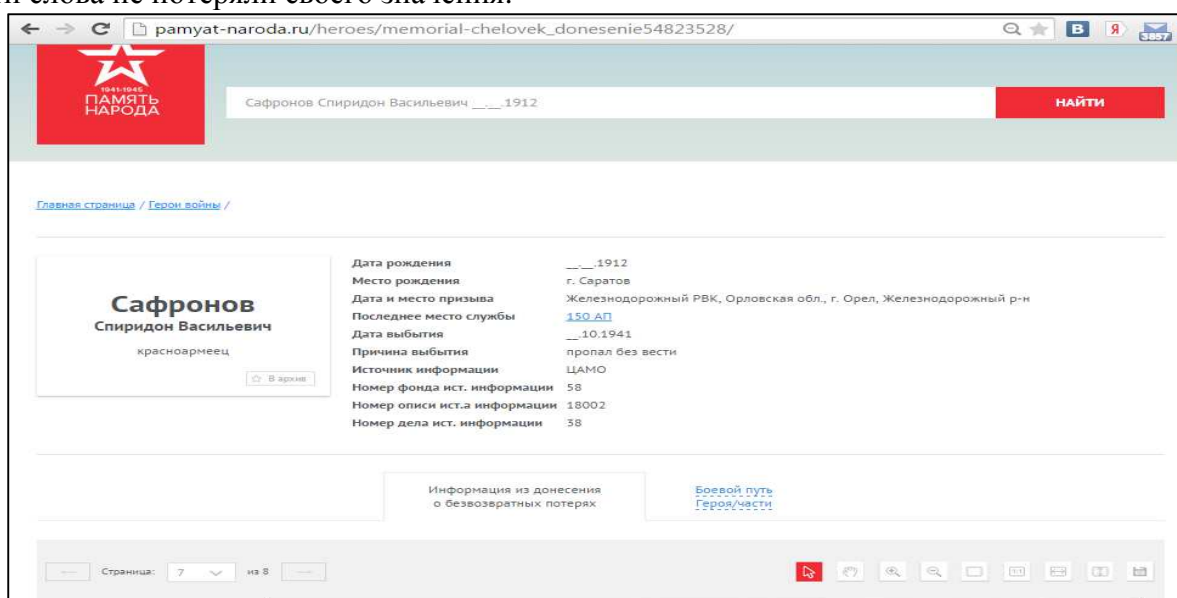 и слова не потеряли своего значения.
pamyat-naroda.ru/heroes/memorial-chelovek_donesenie54823528/
В
Я
3857
1941-1945
ПАМЯТЬ
НАРОДА
Сафронов Спиридон Васильевич __.__.1912
НАЙТИ
Главная страница / Герои войны /
Сафронов
Спиридон Васильевич
красноармеец
В архив
Дата рождения __.__.1912
Место рождения г. Саратов
Дата и место призыва Железнодорожный РВК, Орловская обл., г. Орел, Железнодорожный р-н
Последнее место службы 150 АП
Дата выбытия __.10.1941
Причина выбытия пропал без вести
Источник информации ЦАМО
Номер фонда ист. информации 58
Номер описи ист.а информации 18002
Номер дела ист. информации 38
Информация из донесения
о безвозвратных потерях
Боевой путь
Героя/части
Страница: 7 из 8
1:1